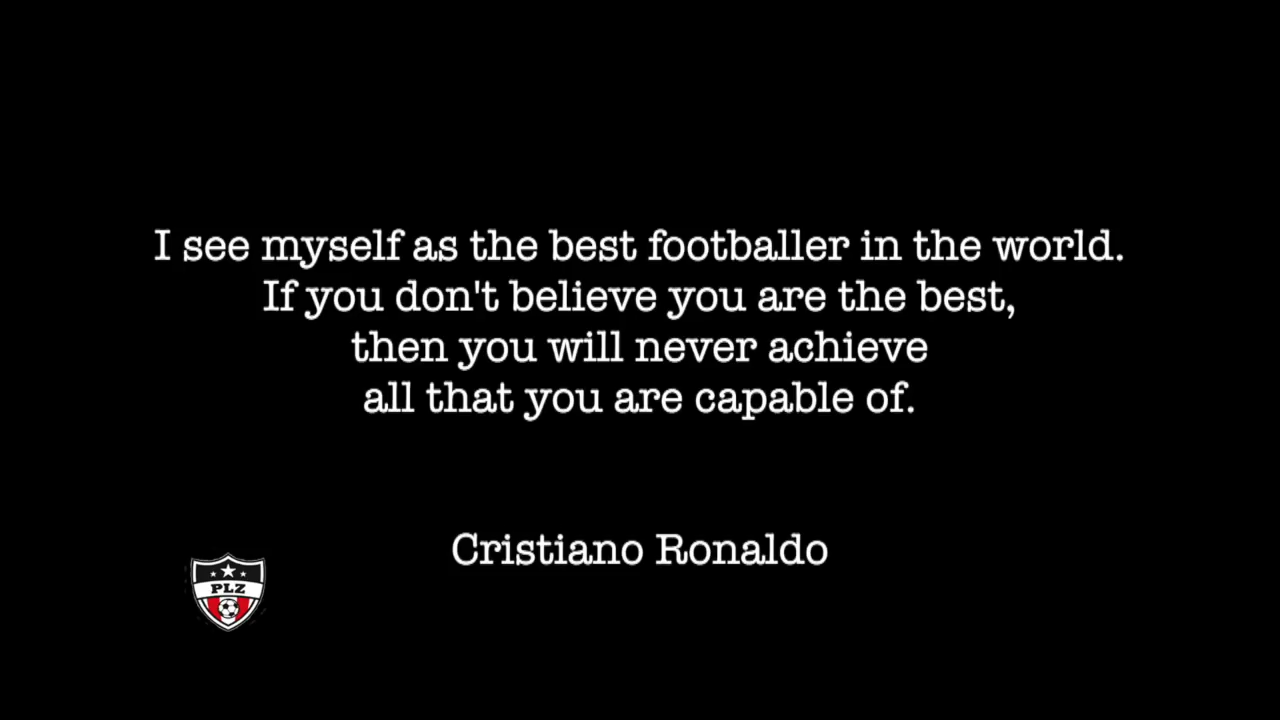 I see myself as the best footballer in the world.
If you don't believe you are the best,
then you will never achieve
all that you are capable of.
Cristiano Ronaldo
PLZ